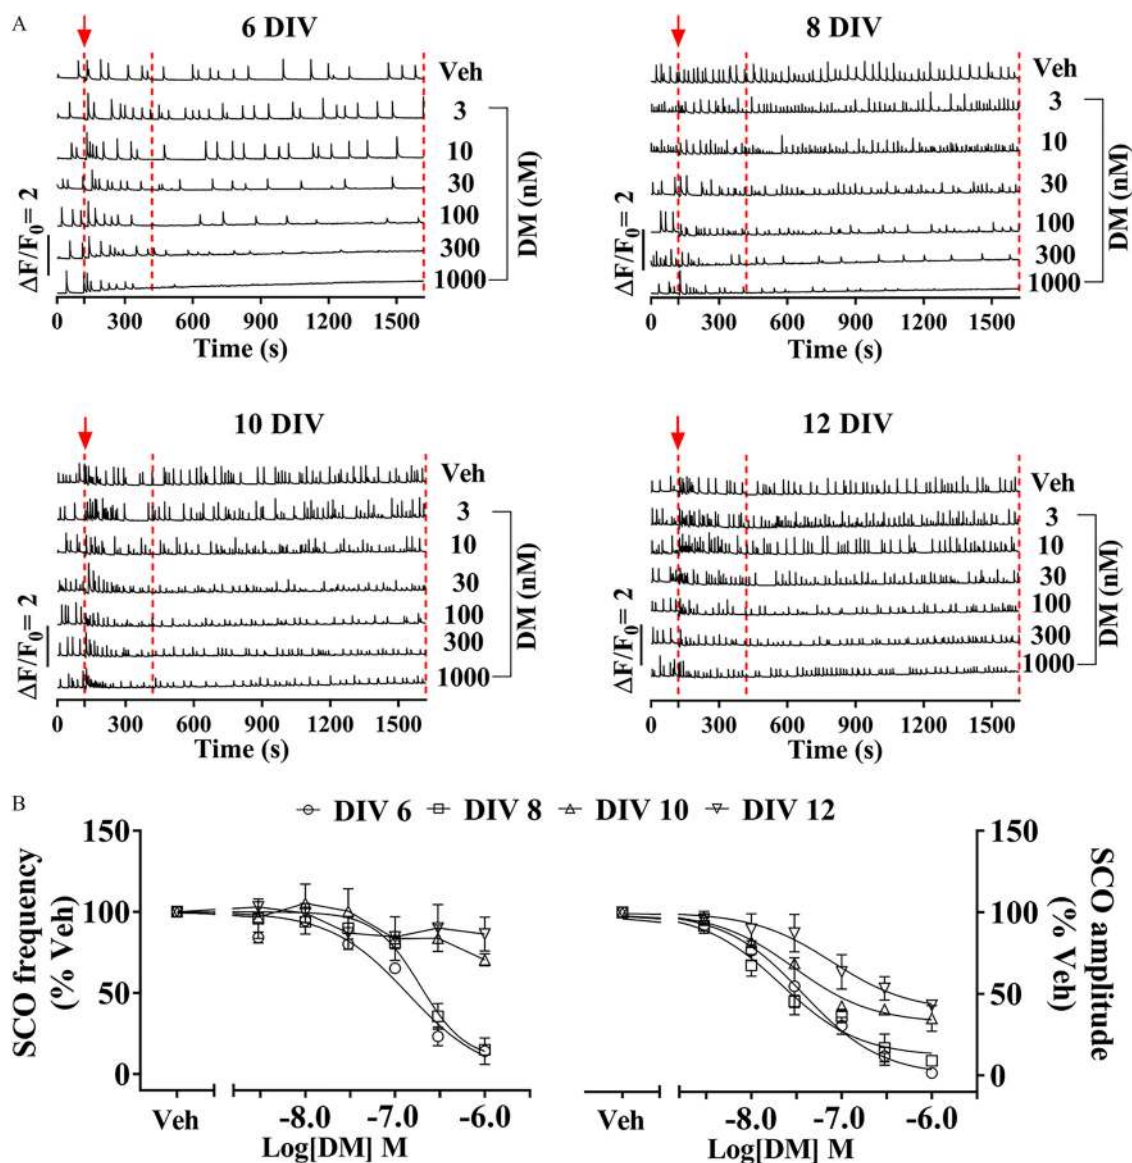 A
6 DIV
Veh
3
10
30
100
300
1000
DM (nM)
ΔF/F0= 2
0 300 600 900 1200 1500
Time (s)
8 DIV
Veh
3
10
30
100
300
1000
DM (nM)
ΔF/F0= 2
0 300 600 900 1200 1500
Time (s)
10 DIV
Veh
3
10
30
100
300
1000
DM (nM)
ΔF/F0= 2
0 300 600 900 1200 1500
Time (s)
12 DIV
Veh
3
10
30
100
300
1000
DM (nM)
ΔF/F0= 2
0 300 600 900 1200 1500
Time (s)
B
DIV 6 DIV 8 DIV 10 DIV 12
SCO frequency
(% Veh)
150
100
50
0
Veh -8.0 -7.0 -6.0
Log[DM] M
150
100
50
0
SCO amplitude
(% Veh)
Veh -8.0 -7.0 -6.0
Log[DM] M